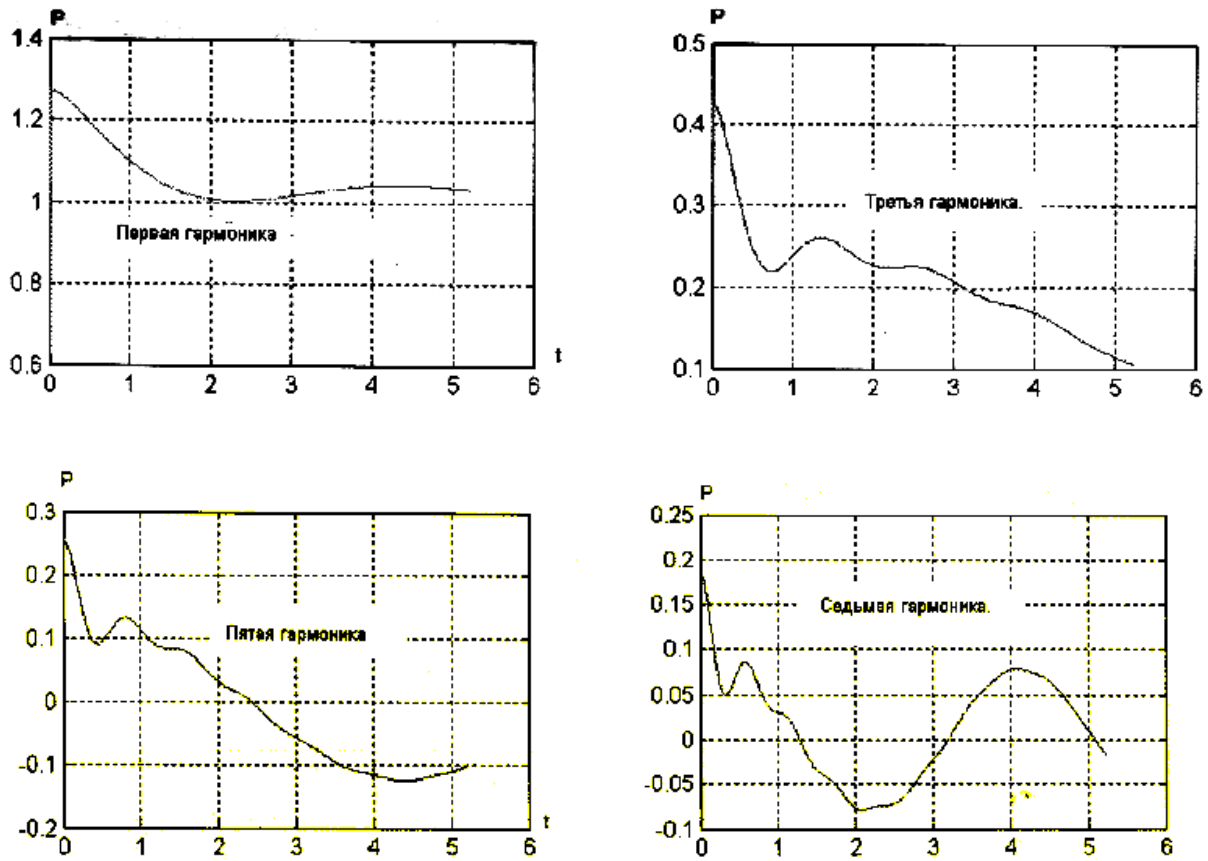 P
1.4
1.2
1
0.8
0.6
Первая гармоника
t
0 1 2 3 4 5 6
P
0.5
0.4
0.3
0.2
0.1
Третья гармоника.
0 1 2 3 4 5 6
P
0.3
0.2
0.1
0
-0.1
-0.2
Пятая гармоника
t
0 1 2 3 4 5 6
P
0.25
0.2
0.15
0.1
0.05
0
-0.05
-0.1
Седьмая гармоника.
0 1 2 3 4 5 6